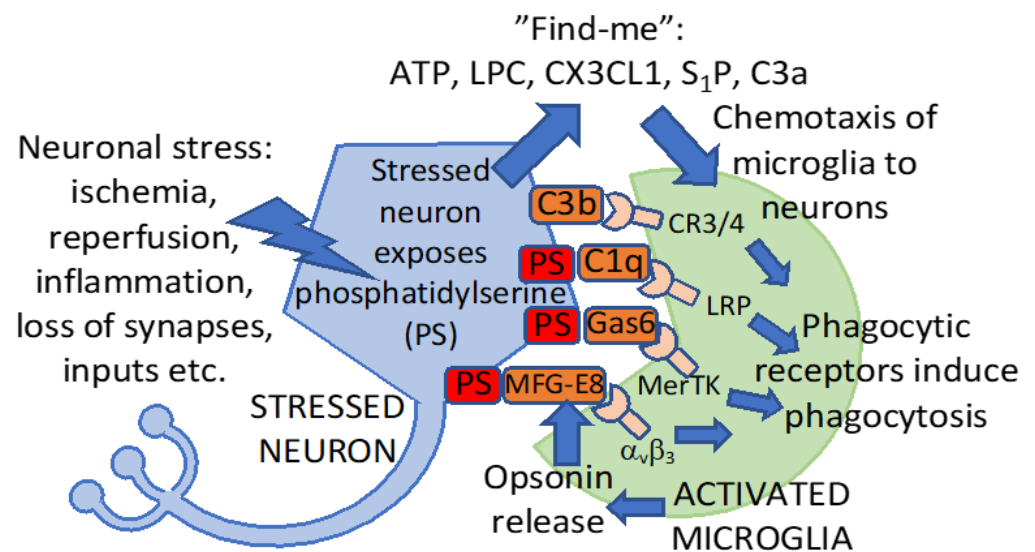 ”Find-me”:
ATP, LPC, CX3CL1, S₁P, C3a
Neuronal stress:
ischemia,
reperfusion,
inflammation,
loss of synapses,
inputs etc.
Stressed
neuron
exposes
phosphatidylserine
(PS)
STRESSED
NEURON
Chemotaxis of
microglia to
neurons
C3b
CR3/4
PS C1q
LRP
PS Gas6
MerTK
PS MFG-E8
αᵥβ₃
Phagocytic
receptors induce
phagocytosis
Opsonin
release
ACTIVATED
MICROGLIA